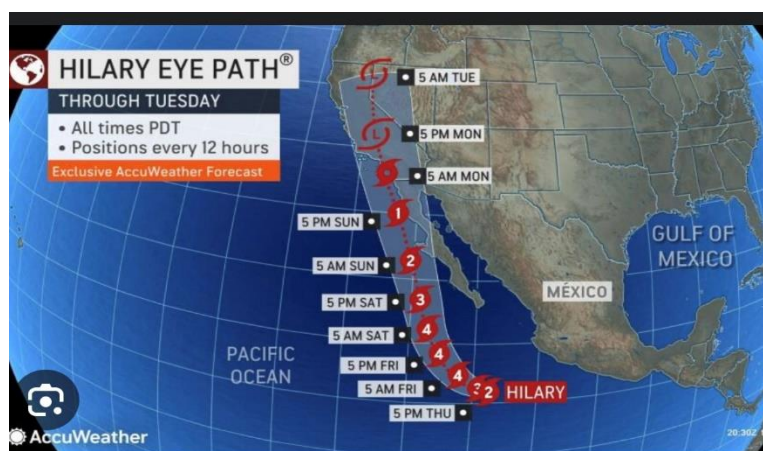 HILARY EYE PATH®
THROUGH TUESDAY
• All times PDT
• Positions every 12 hours
Exclusive AccuWeather Forecast
5 AM TUE
L
5 PM MON
L
5 AM MON
1
5 PM SUN
2
5 AM SUN
3
5 PM SAT
4
5 AM SAT
4
5 PM FRI
4
5 AM FRI
3
2
HILARY
5 PM THU
GULF OF
MEXICO
MÉXICO
PACIFIC
OCEAN
AccuWeather
20:30Z